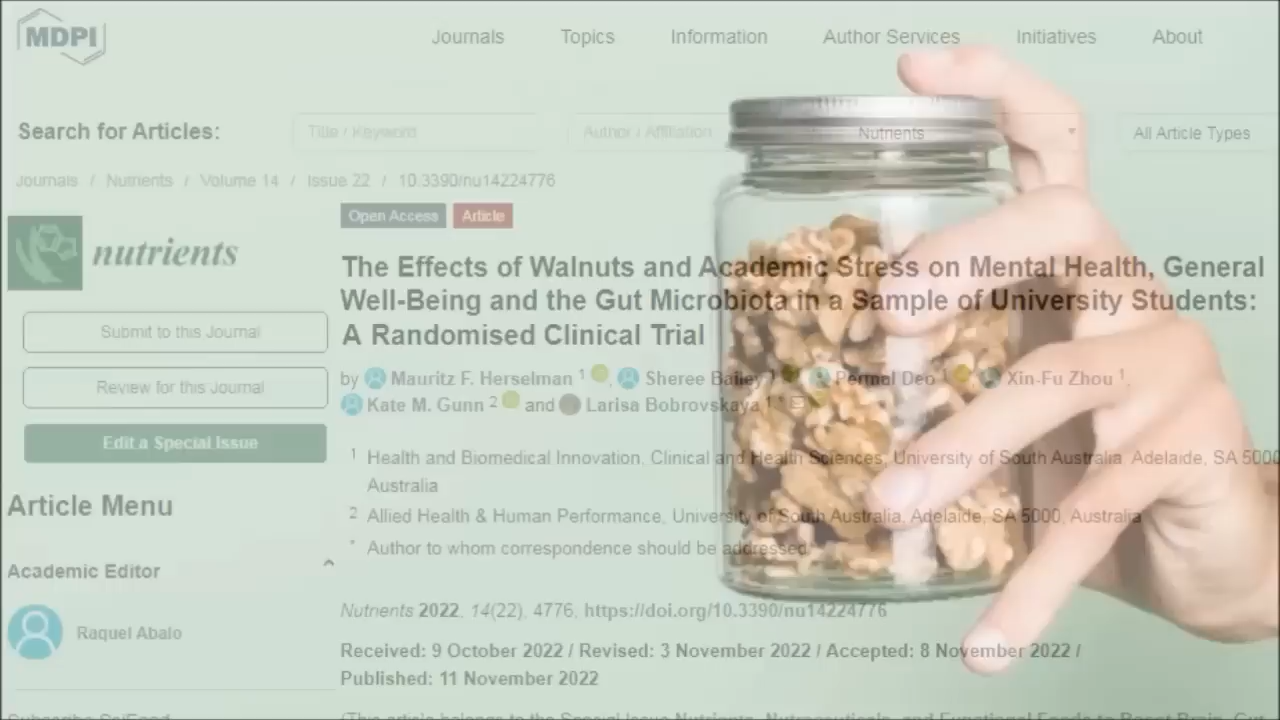 MDPI
Journals Topics Information Author Services Initiatives About
Search for Articles: Title / Keyword Author / Affiliation Nutrients All Article Types
Journals / Nutrients / Volume 14 / Issue 22 / 10.3390/nu14224776
Open Access Article
nutrients
The Effects of Walnuts and Academic Stress on Mental Health, General
Well-Being and the Gut Microbiota in a Sample of University Students:
A Randomised Clinical Trial
Submit to this Journal
Review for this Journal
Edit a Special Issue
by Mauritz F. Herselman 1, Sheree Bailey 1, Permal Deo 1, Xin-Fu Zhou 1,
Kate M. Gunn 2 and Larisa Bobrovskaya 1,*
1 Health and Biomedical Innovation, Clinical and Health Sciences, University of South Australia, Adelaide, SA 5000
Australia
2 Allied Health & Human Performance, University of South Australia, Adelaide, SA 5000, Australia
* Author to whom correspondence should be addressed.
Article Menu
Academic Editor
Raquel Abalo
Nutrients 2022, 14(22), 4776; https://doi.org/10.3390/nu14224776
Received: 9 October 2022 / Revised: 3 November 2022 / Accepted: 8 November 2022 /
Published: 11 November 2022